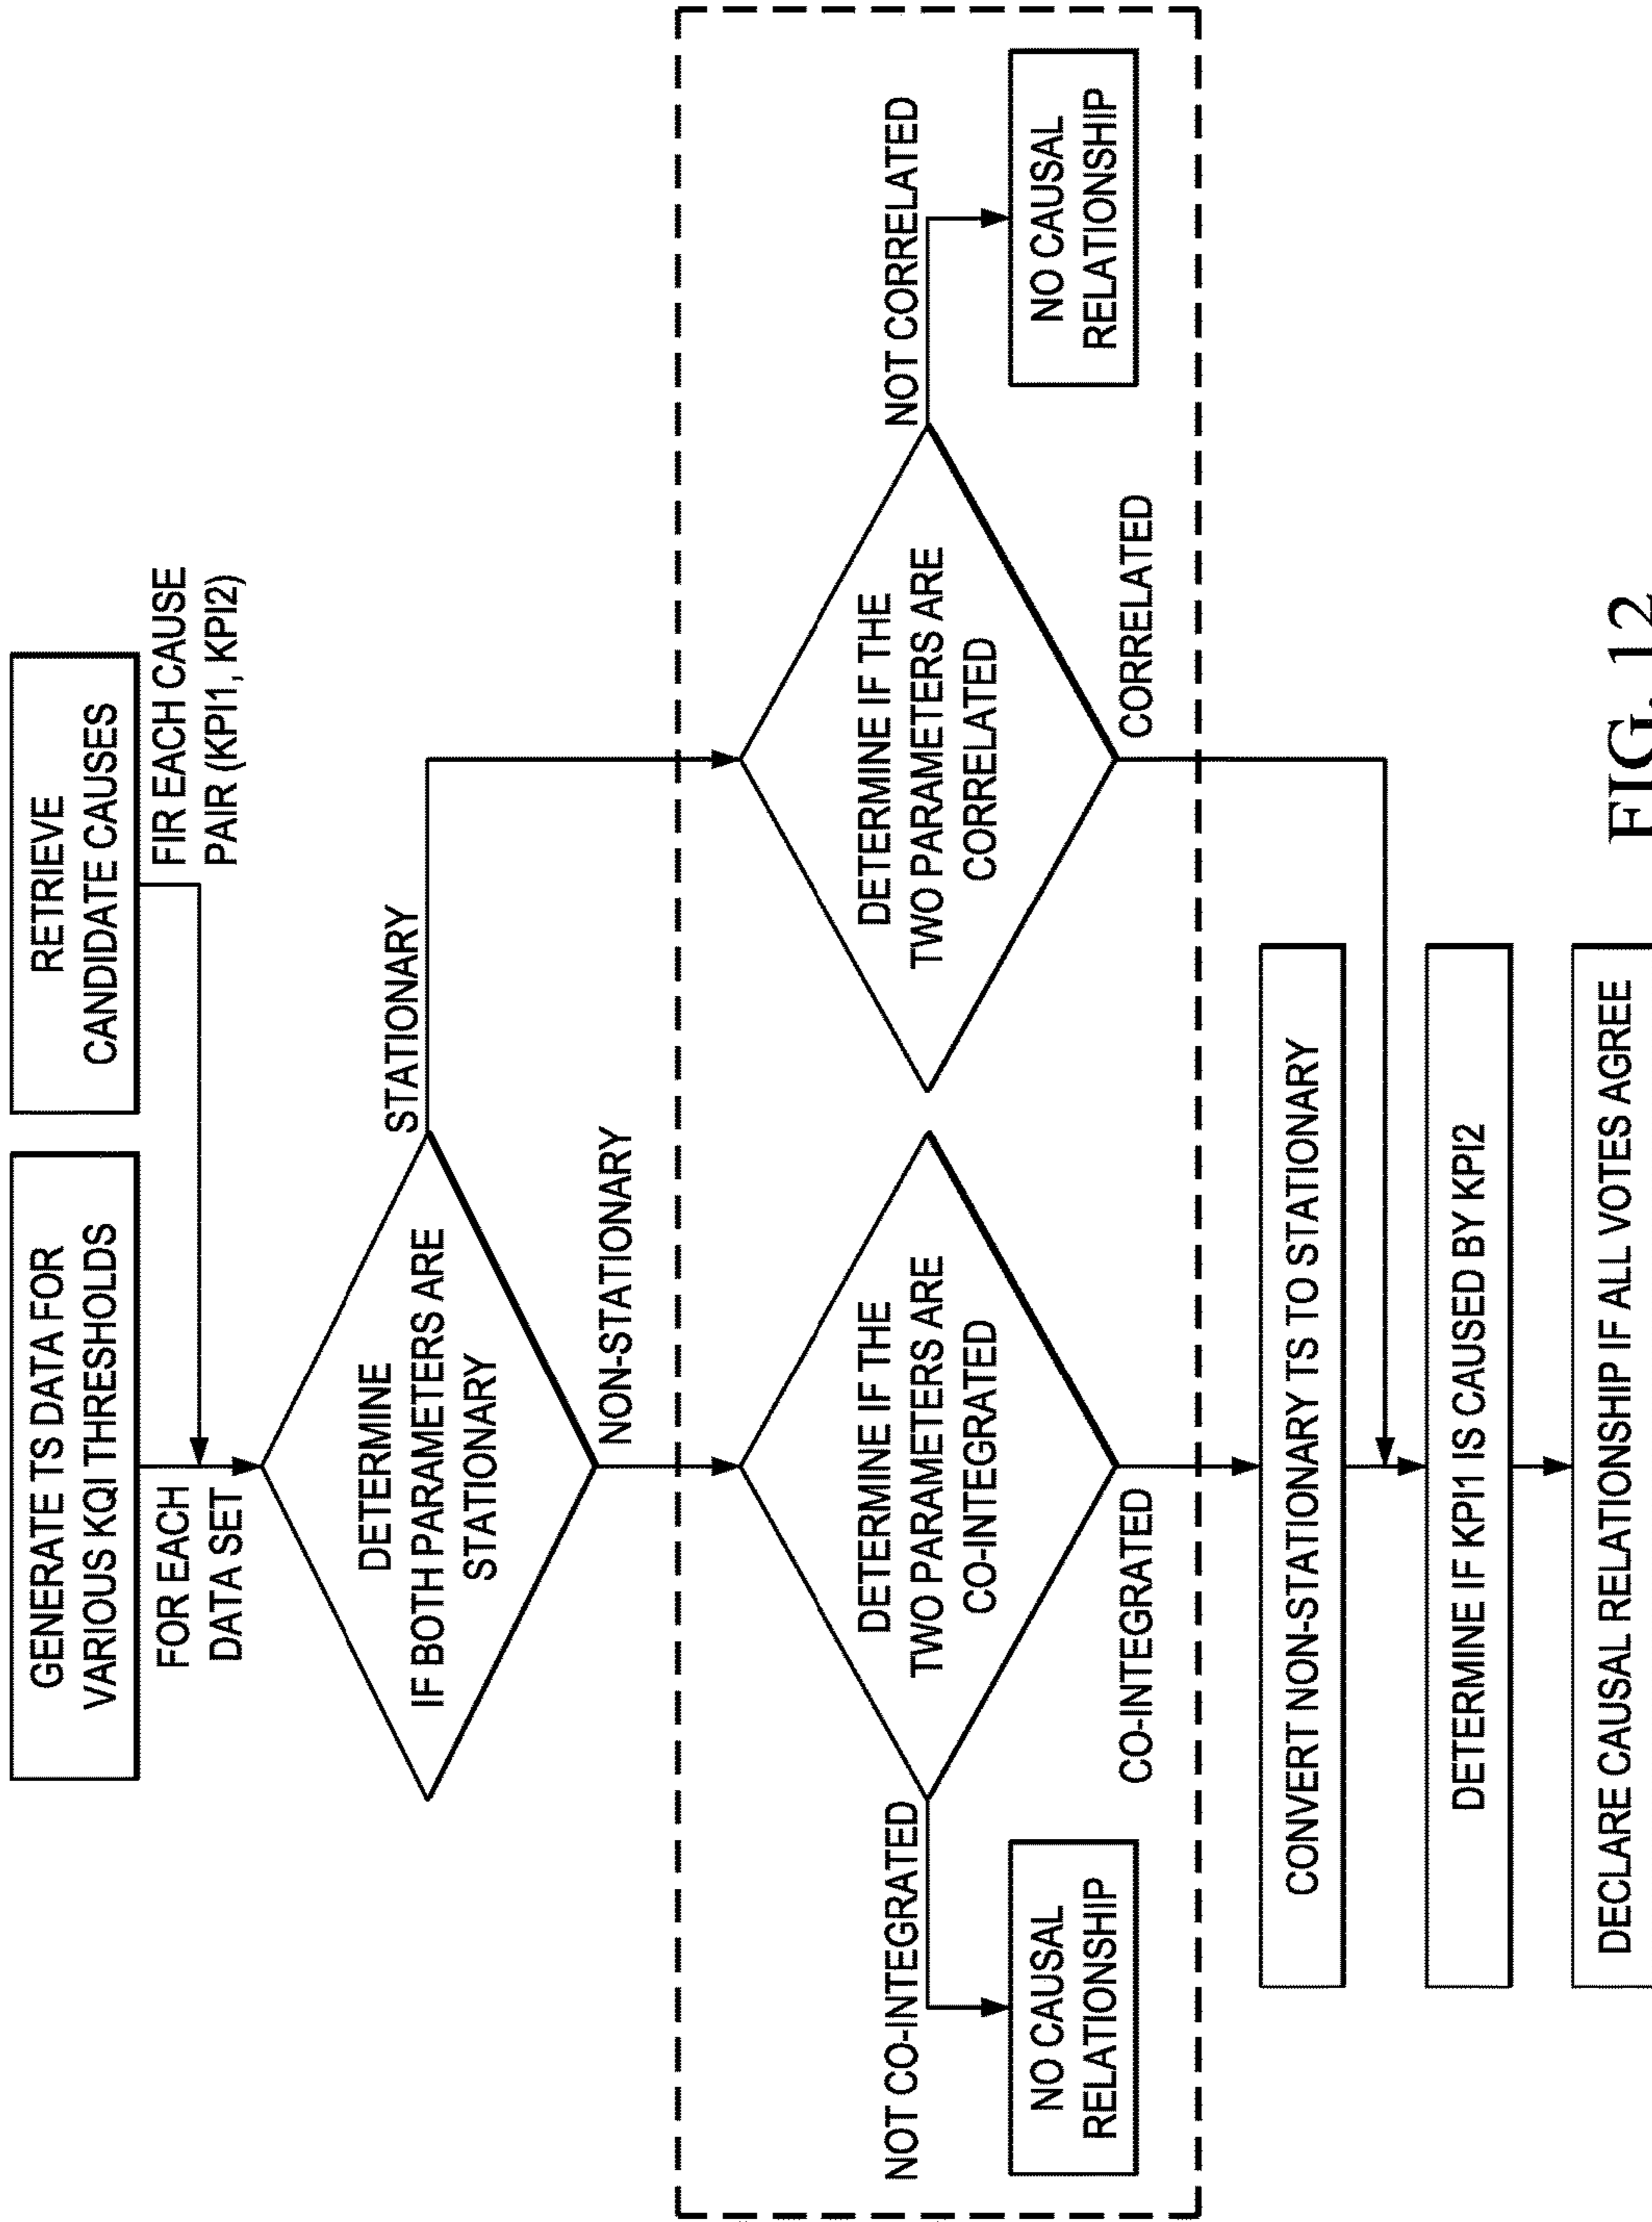 GENERATE TS DATA FOR
VARIOUS KQI THRESHOLDS
RETRIEVE
CANDIDATE CAUSES
FOR EACH
DATA SET
FIR EACH CAUSE
PAIR (KPI1, KPI2)
DETERMINE
IF BOTH PARAMETERS ARE
STATIONARY
STATIONARY
NON-STATIONARY
NOT CO-INTEGRATED
DETERMINE IF THE
TWO PARAMETERS ARE
CO-INTEGRATED
DETERMINE IF THE
TWO PARAMETERS ARE
CORRELATED
NOT CORRELATED
NO CAUSAL
RELATIONSHIP
NO CAUSAL
RELATIONSHIP
CO-INTEGRATED
CORRELATED
CONVERT NON-STATIONARY TS TO STATIONARY
DETERMINE IF KPI1 IS CAUSED BY KPI2
DECLARE CAUSAL RELATIONSHIP IF ALL VOTES AGREE
FIG. 12